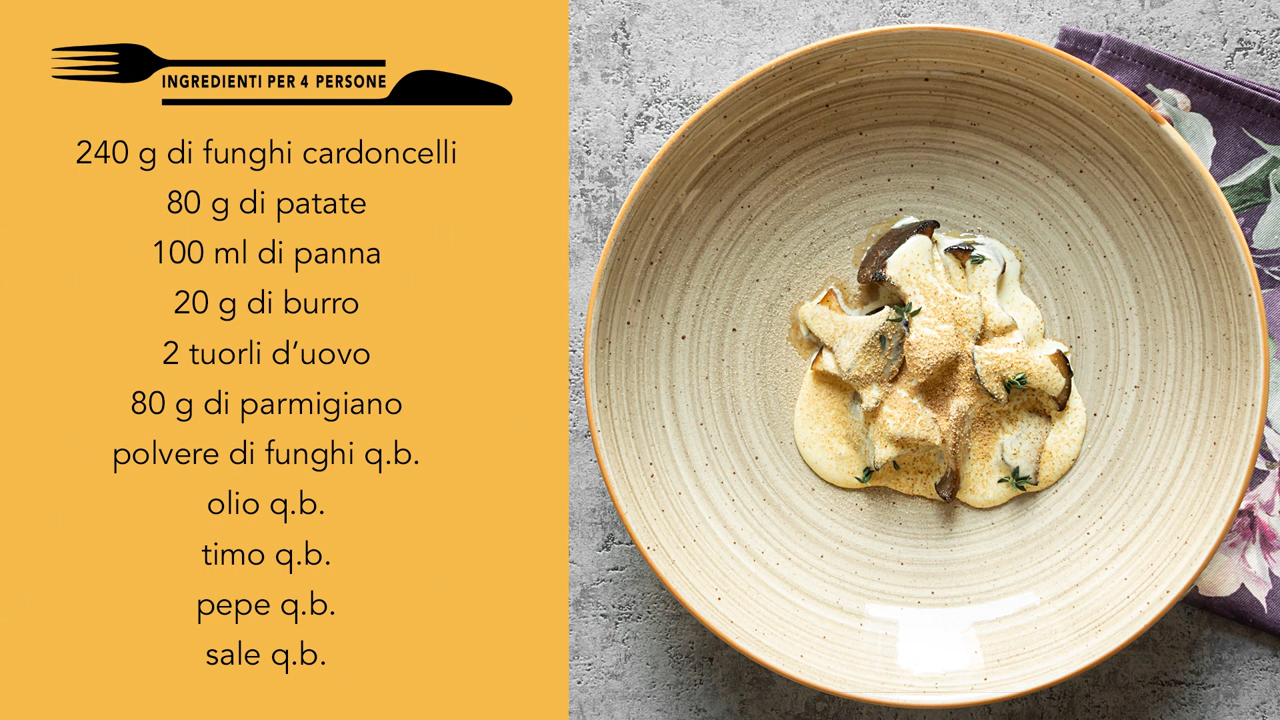 INGREDIENTI PER 4 PERSONE
240 g di funghi cardoncelli
80 g di patate
100 ml di panna
20 g di burro
2 tuorli d’uovo
80 g di parmigiano
polvere di funghi q.b.
olio q.b.
timo q.b.
pepe q.b.
sale q.b.